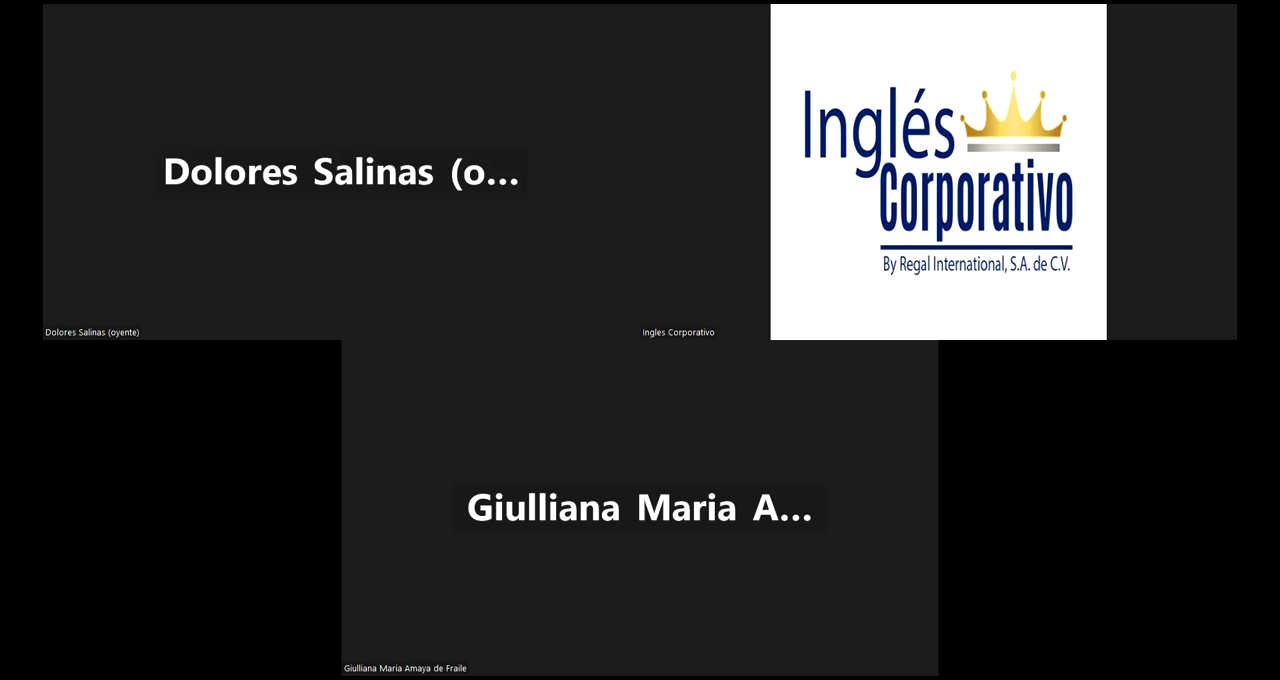 Dolores Salinas (o...
Dolores Salinas (oyente)
Inglés
Corporativo
By Regal International, S.A. de C.V.
Ingles Corporativo
Giulliana Maria A...
Giulliana Maria Amaya de Fraile